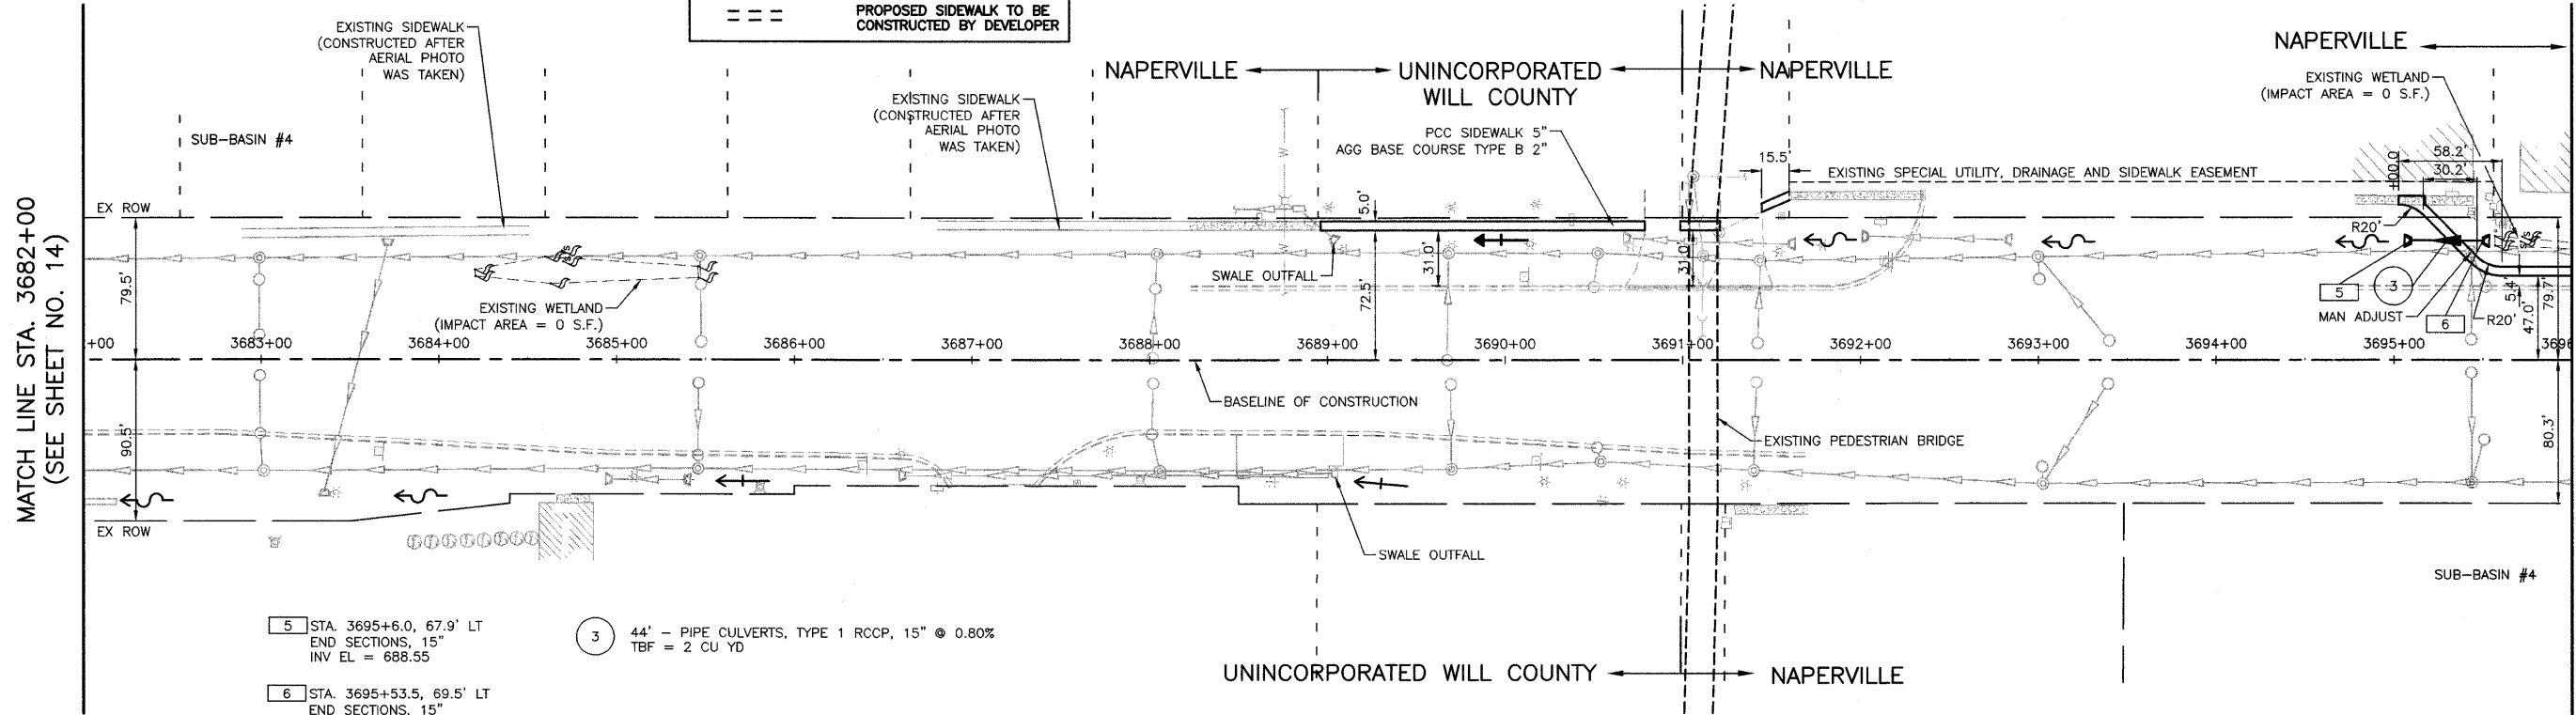 PROPOSED SIDEWALK TO BE
CONSTRUCTED BY DEVELOPER
EXISTING SIDEWALK
(CONSTRUCTED AFTER
AERIAL PHOTO
WAS TAKEN)
NAPERVILLE
UNINCORPORATED
WILL COUNTY
NAPERVILLE
NAPERVILLE
EXISTING WETLAND
(IMPACT AREA = 0 S.F.)
EXISTING SIDEWALK
(CONSTRUCTED AFTER
AERIAL PHOTO
WAS TAKEN)
SUB-BASIN #4
PCC SIDEWALK 5"
AGG BASE COURSE TYPE B 2"
15.5'
EXISTING SPECIAL UTILITY, DRAINAGE AND SIDEWALK EASEMENT
58.2'
30.2'
+00.0
W
W
EX ROW
5.0'
R20'
MATCH LINE STA. 3682+00
(SEE SHEET NO. 14)
79.5'
SWALE OUTFALL
31.0'
31.0'
72.5'
EXISTING WETLAND
(IMPACT AREA = 0 S.F.)
5
3
MAN ADJUST
6
R20'
5.4'
47.0'
79.7'
+00
3683+00
3684+00
3685+00
3686+00
3687+00
3688+00
3689+00
3690+00
3691+00
3692+00
3693+00
3694+00
3695+00
3696
BASELINE OF CONSTRUCTION
90.5'
EXISTING PEDESTRIAN BRIDGE
80.3'
EX ROW
SWALE OUTFALL
SUB-BASIN #4
5 STA. 3695+6.0, 67.9' LT
END SECTIONS, 15"
INV EL = 688.55
3 44' - PIPE CULVERTS, TYPE 1 RCCP, 15" @ 0.80%
TBF = 2 CU YD
UNINCORPORATED WILL COUNTY
NAPERVILLE
6 STA. 3695+53.5, 69.5' LT
END SECTIONS, 15"